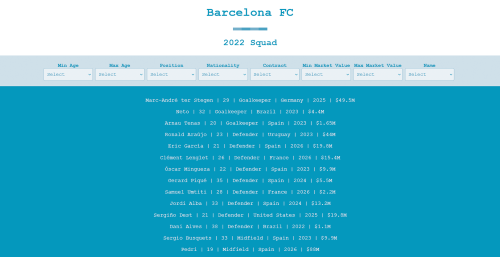 Barcelona FC
2022 Squad
Min Age Max Age Position Nationality Contract Min Market Value Max Market Value Name
Select Select Select Select Select Select Select Select
Marc-André ter Stegen | 29 | Goalkeeper | Germany | 2025 | $49.5M
Neto | 32 | Goalkeeper | Brazil | 2023 | $4.4M
Arnau Tenas | 20 | Goalkeeper | Spain | 2023 | $1.65M
Ronald Araújo | 23 | Defender | Uruguay | 2023 |
Eric García | 21 | Defender | Spain | 2026 | $19.8M
Clément Lenglet | 26 | Defender | France | 2026 | $15.4M
Óscar Mingueza | 22 | Defender | Spain | 2023 | $9.9M
Gerard Piqué | 35 | Defender | Spain | 2024 | $5.5M
Samuel Umtiti | 28 | Defender | France | 2026 | $2.2M
Jordi Alba | 33 | Defender | Spain | 2024 | $13.2M
Sergiño Dest | 21 | Defender | United States | 2025 | $19.8M
Dani Alves | 38 | Defender | Brazil | 2022 | $1.1M
Sergio Busquets | 33 | Midfield | Spain | 2023 | $9.9M
Pedri | 19 | Midfield | Spain | 2026 |